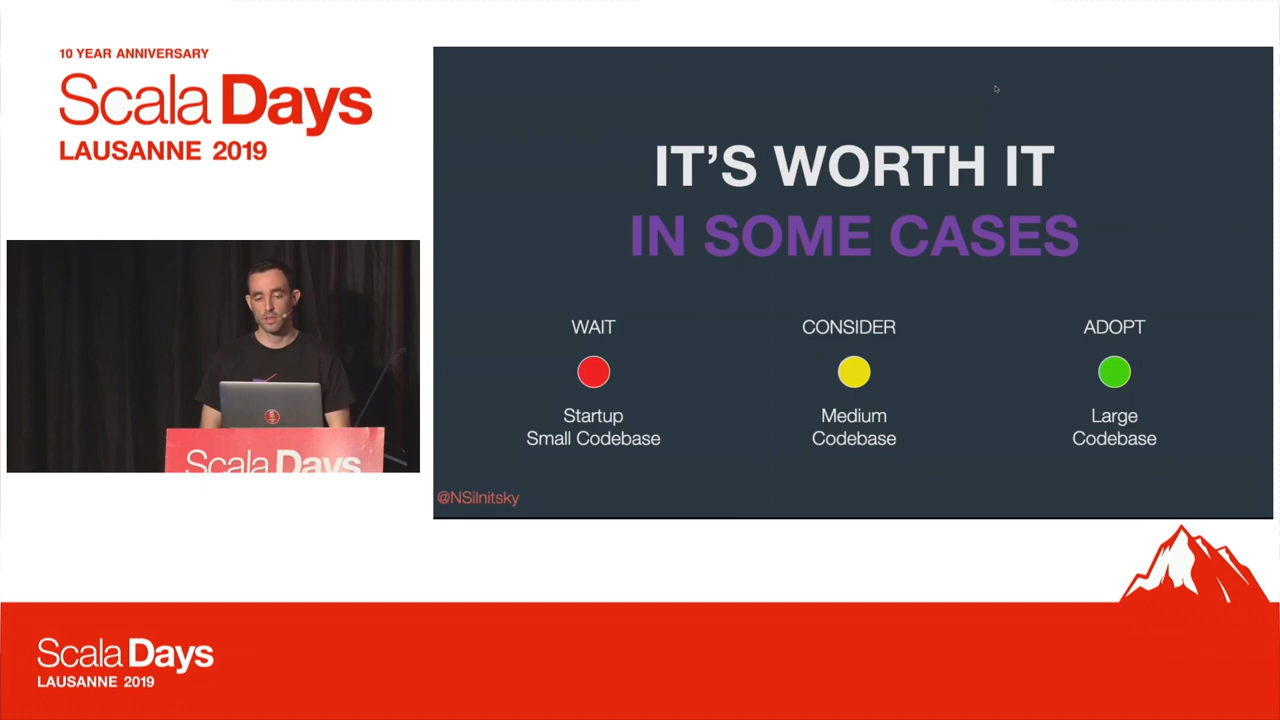 10 YEAR ANNIVERSARY
Scala Days
LAUSANNE 2019
IT'S WORTH IT
IN SOME CASES
WAIT
CONSIDER
ADOPT
Startup
Small Codebase
Medium
Codebase
Large
Codebase
@NSilnitsky
Scala Days
Scala Days
LAUSANNE 2019